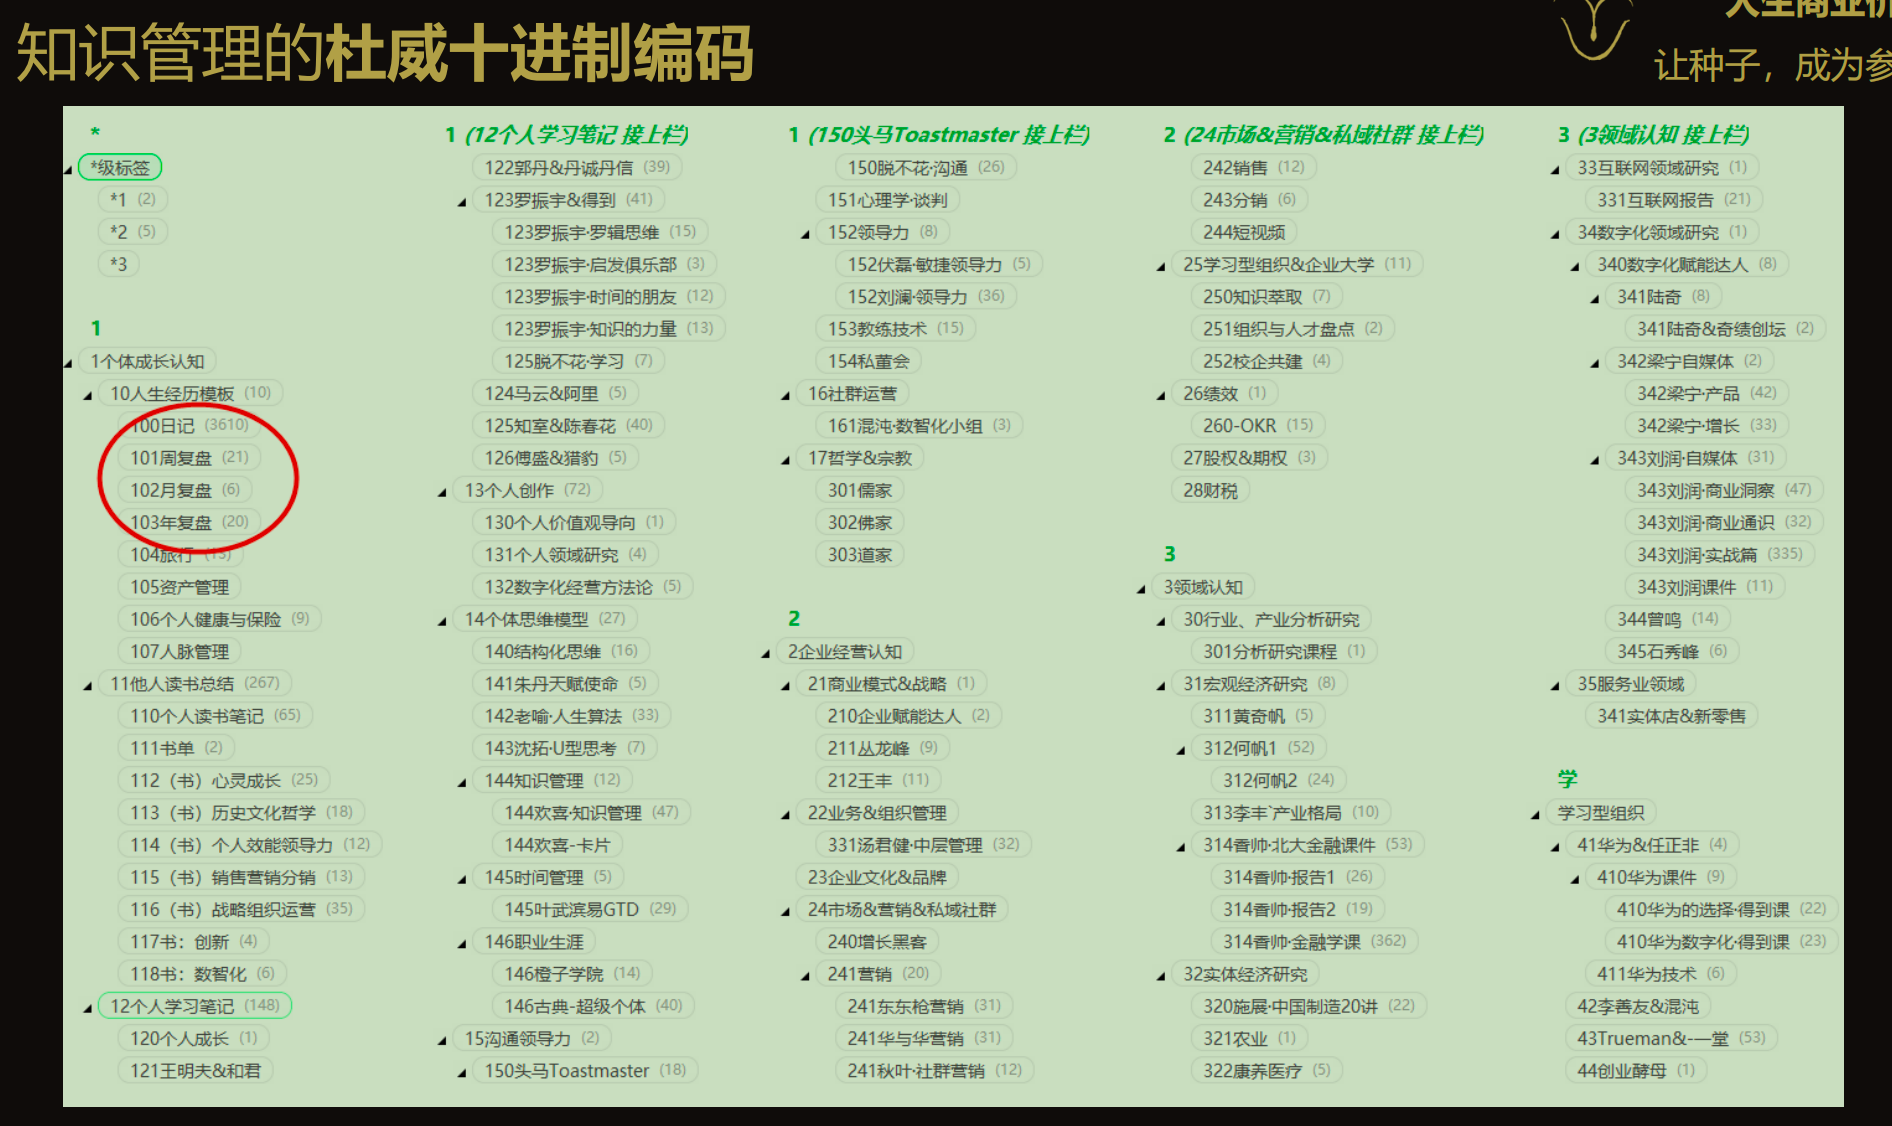 知识管理的杜威十进制编码
让种子，成为参
*
*级标签
*1 (2)
*2 (5)
*3
1
1个体成长认知
10人生经历模板 (10)
100日记 (3610)
101周复盘 (21)
102月复盘 (6)
103年复盘 (20)
104旅行 (13)
105资产管理
106个人健康与保险 (9)
107人脉管理
11他人读书总结 (267)
110个人读书笔记 (65)
111书单 (2)
112（书）心灵成长 (25)
113（书）历史文化哲学 (18)
114（书）个人效能领导力 (12)
115（书）销售营销分销 (13)
116（书）战略组织运营 (35)
117书：创新 (4)
118书：数智化 (6)
12个人学习笔记 (148)
120个人成长 (1)
121王明夫&和君
1 (12个人学习笔记 接上栏)
122郭丹&丹诚丹信 (39)
123罗振宇&得到 (41)
123罗振宇·罗辑思维 (15)
123罗振宇·启发俱乐部 (3)
123罗振宇·时间的朋友 (12)
123罗振宇·知识的力量 (13)
125脱不花·学习 (7)
124马云&阿里 (5)
125知室&陈春花 (40)
126傅盛&猎豹 (5)
13个人创作 (72)
130个人价值观导向 (1)
131个人领域研究 (4)
132数字化经营方法论 (5)
14个体思维模型 (27)
140结构化思维 (16)
141朱丹天赋使命 (5)
142老喻·人生算法 (33)
143沈拓·U型思考 (7)
144知识管理 (12)
144欢喜·知识管理 (47)
144欢喜-卡片
145时间管理 (5)
145叶武滨易GTD (29)
146职业生涯
146橙子学院 (14)
146古典-超级个体 (40)
15沟通领导力 (2)
150头马Toastmaster (18)
1 (150头马Toastmaster 接上栏)
150脱不花·沟通 (26)
151心理学·谈判
152领导力 (8)
152伏磊·敏捷领导力 (5)
152刘澜·领导力 (36)
153教练技术 (15)
154私董会
16社群运营
161混沌·数智化小组 (3)
17哲学&宗教
301儒家
302佛家
303道家
2
2企业经营认知
21商业模式&战略 (1)
210企业赋能达人 (2)
211丛龙峰 (9)
212王丰 (11)
22业务&组织管理
331汤君健·中层管理 (32)
23企业文化&品牌
24市场&营销&私域社群
240增长黑客
241营销 (20)
241东东枪营销 (31)
241华与华营销 (31)
241秋叶·社群营销 (12)
2 (24市场&营销&私域社群 接上栏)
242销售 (12)
243分销 (6)
244短视频
25学习型组织&企业大学 (11)
250知识萃取 (7)
251组织与人才盘点 (2)
252校企共建 (4)
26绩效 (1)
260-OKR (15)
27股权&期权 (3)
28财税
3
3领域认知
30行业、产业分析研究
301分析研究课程 (1)
31宏观经济研究 (8)
311黄奇帆 (5)
312何帆1 (52)
312何帆2 (24)
313李丰`产业格局 (10)
314香帅·北大金融课件 (53)
314香帅·报告1 (26)
314香帅·报告2 (19)
314香帅·金融学课 (362)
32实体经济研究
320施展·中国制造20讲 (22)
321农业 (1)
322康养医疗 (5)
3 (3领域认知 接上栏)
33互联网领域研究 (1)
331互联网报告 (21)
34数字化领域研究 (1)
340数字化赋能达人 (8)
341陆奇 (8)
341陆奇&奇绩创坛 (2)
342梁宁自媒体 (2)
342梁宁·产品 (42)
342梁宁·增长 (33)
343刘润·自媒体 (31)
343刘润·商业洞察 (47)
343刘润·商业通识 (32)
343刘润·实战篇 (335)
343刘润课件 (11)
344曾鸣 (14)
345石秀峰 (6)
35服务业领域
341实体店&新零售
学
学习型组织
41华为&任正非 (4)
410华为课件 (9)
410华为的选择·得到课 (22)
410华为数字化·得到课 (23)
411华为技术 (6)
42李善友&混沌
43Trueman&-一堂 (53)
44创业酵母 (1)